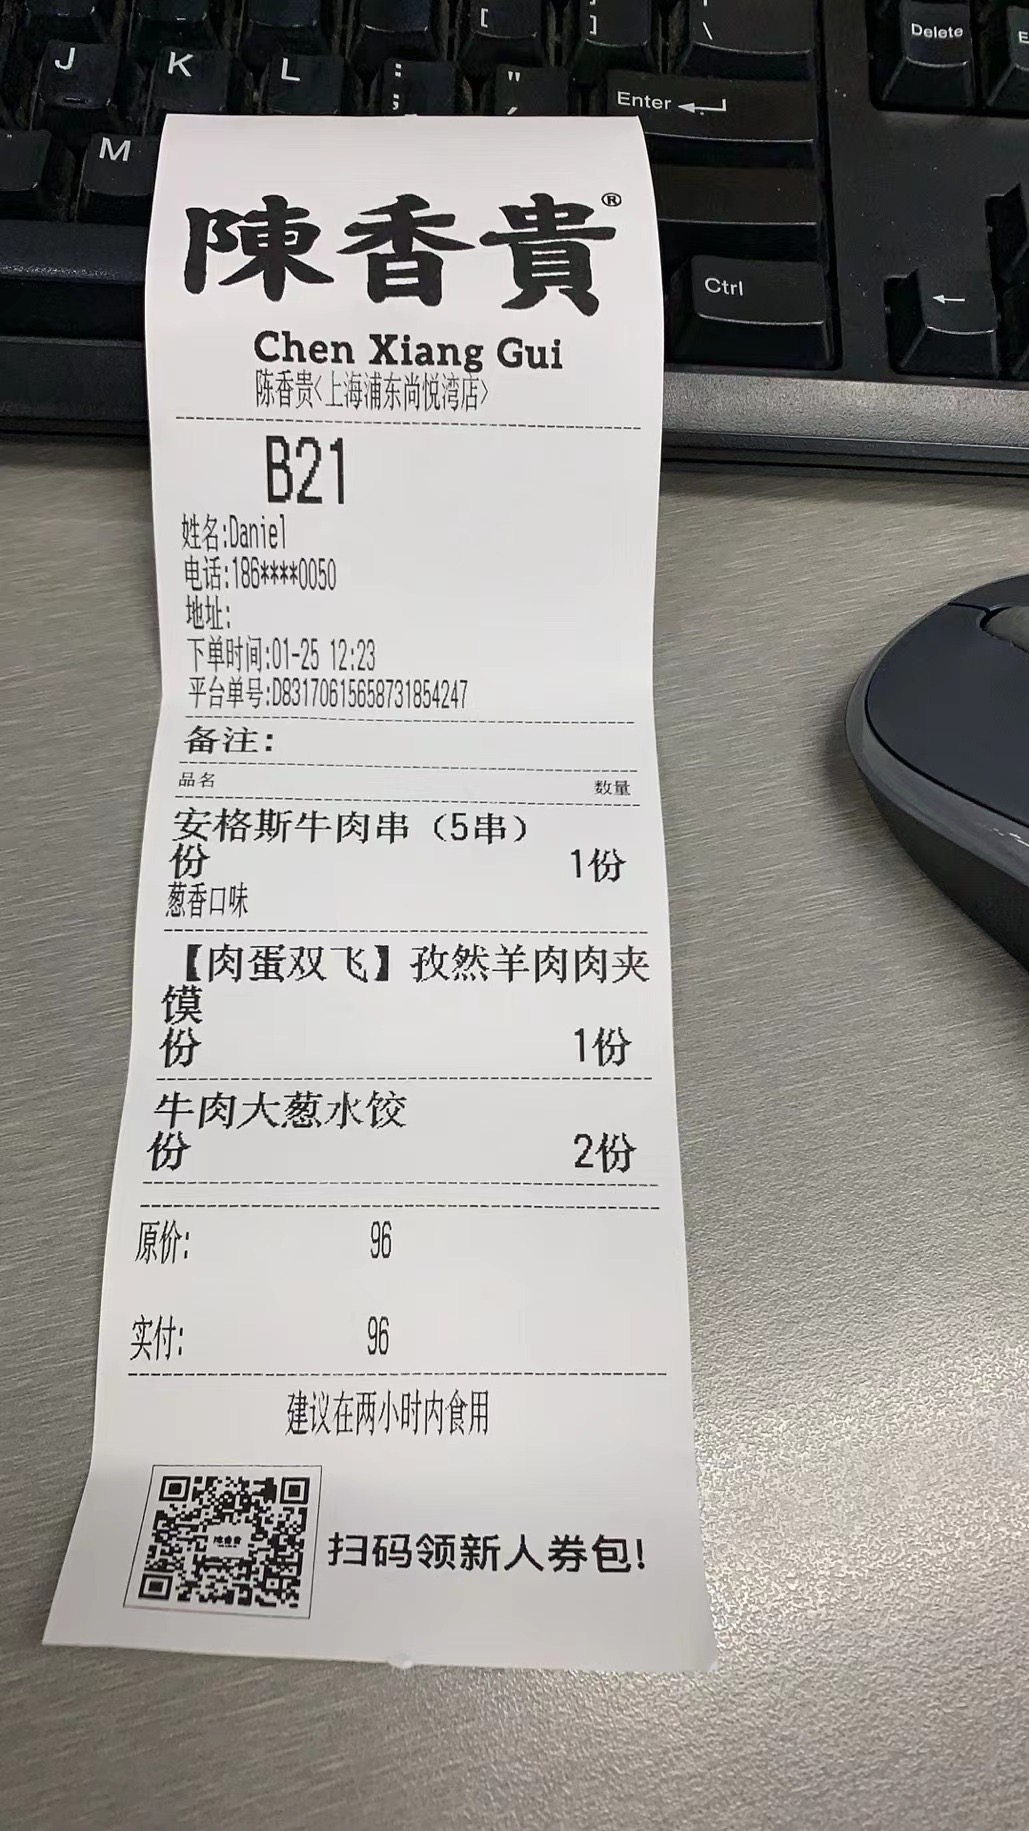 [
]
\
Delete
J
K
L
:
;
"
Enter
M
Ctrl
陳香貴®
Chen Xiang Gui
陈香贵<上海浦东尚悦湾店>
B21
姓名:Daniel
电话:186****0050
地址:
下单时间:01-25 12:23
平台单号:D83170615658731854247
备注:
品名 数量
安格斯牛肉串（5串）
份 1份
葱香口味
【肉蛋双飞】孜然羊肉肉夹
馍
份 1份
牛肉大葱水饺
份 2份
原价: 96
实付: 96
建议在两小时内食用
扫码领新人券包!